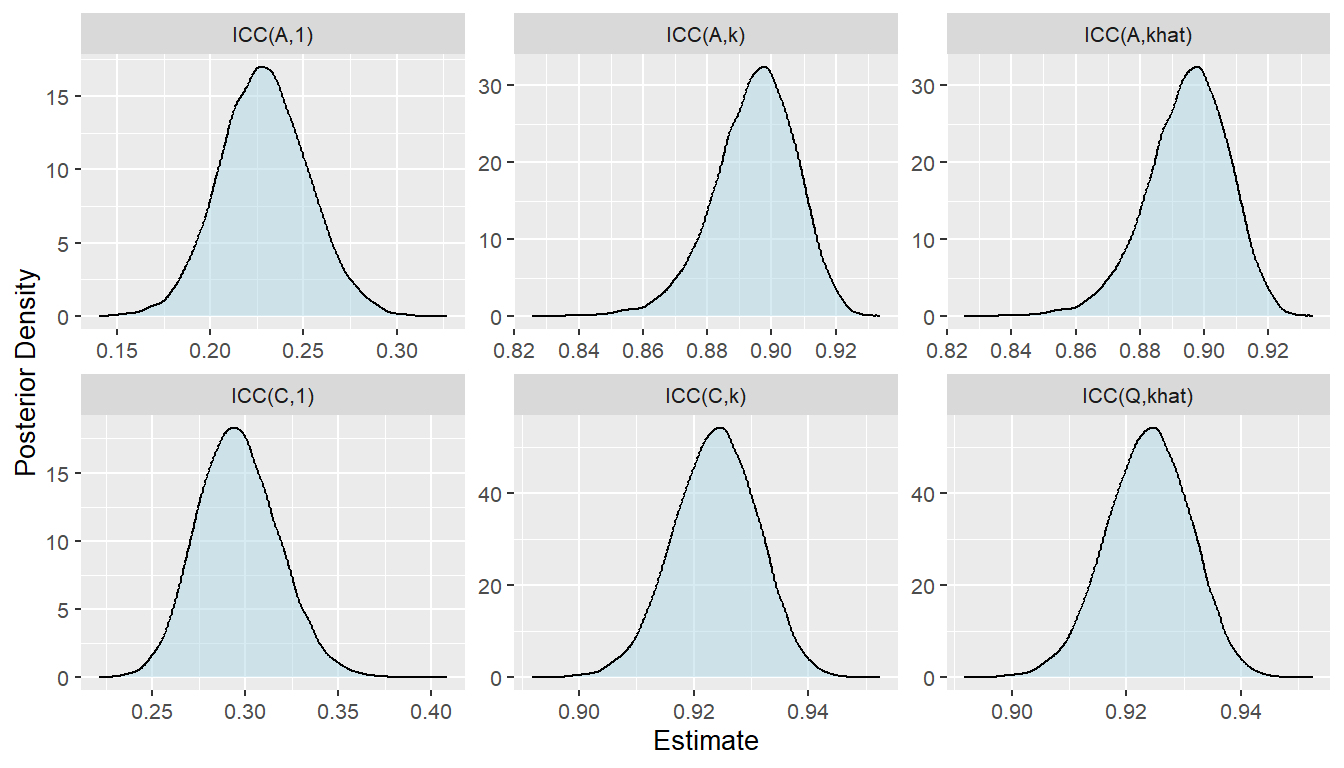 ICC(A,1) ICC(A,k) ICC(A,khat)
15 30 30
10 20 20
5 10 10
0 0 0
0.15 0.20 0.25 0.30 0.82 0.84 0.86 0.88 0.90 0.92 0.82 0.84 0.86 0.88 0.90 0.92
Posterior Density
ICC(C,1) ICC(C,k) ICC(Q,khat)
15 40 40
10 20 20
5 0 0
0
0.25 0.30 0.35 0.40 0.90 0.92 0.94 0.90 0.92 0.94
Estimate